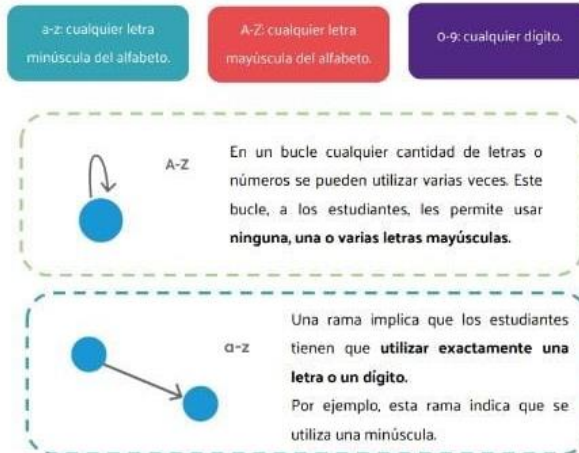 a-z: cualquier letra
minúscula del alfabeto.
A-Z: cualquier letra
mayúscula del alfabeto.
0-9: cualquier dígito.
A-Z
En un bucle cualquier cantidad de letras o
números se pueden utilizar varias veces. Este
bucle, a los estudiantes, les permite usar
ninguna, una o varias letras mayúsculas.
a-z
Una rama implica que los estudiantes
tienen que utilizar exactamente una
letra o un dígito.
Por ejemplo, esta rama indica que se
utiliza una minúscula.